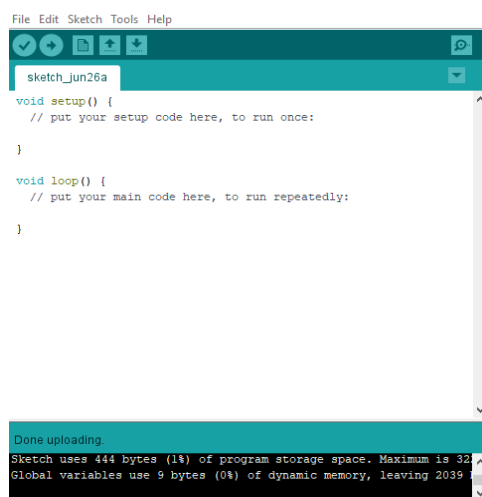 File Edit Sketch Tools Help
sketch_jun26a
void setup() {
// put your setup code here, to run once:
}
void loop() {
// put your main code here, to run repeatedly:
}
Done uploading.
Sketch uses 444 bytes (1%) of program storage space. Maximum is
Global variables use 9 bytes (0%) of dynamic memory, leaving 2039